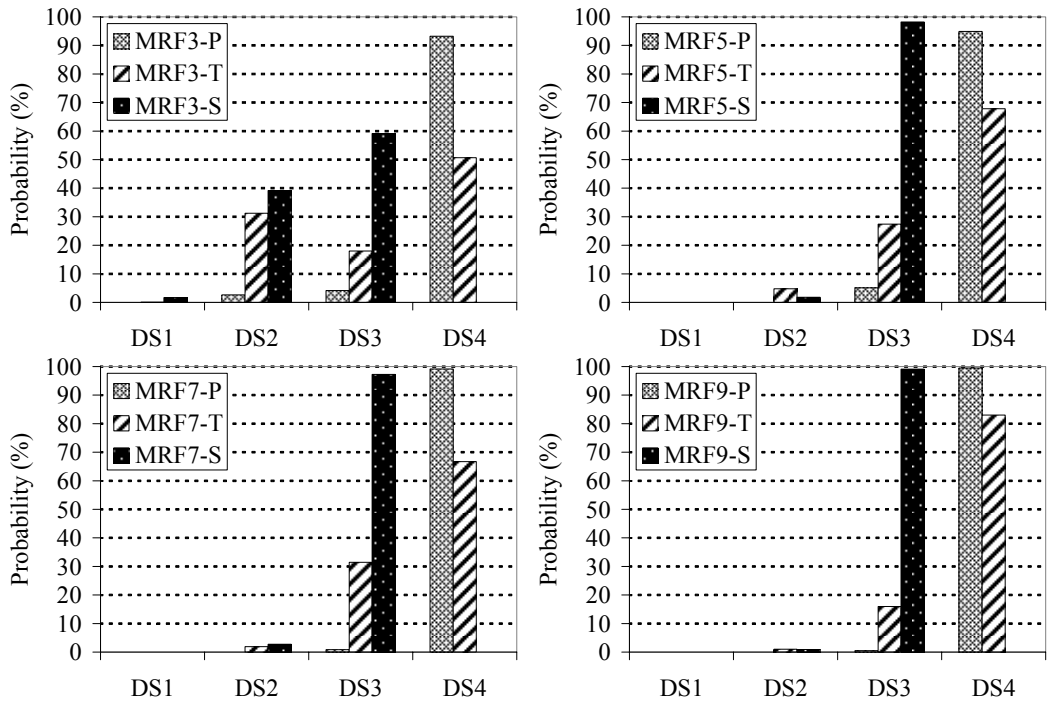 Probability (%)
100
90
80
70
60
50
40
30
20
10
0
MRF3-P
MRF3-T
MRF3-S
DS1 DS2 DS3 DS4
Probability (%)
100
90
80
70
60
50
40
30
20
10
0
MRF5-P
MRF5-T
MRF5-S
DS1 DS2 DS3 DS4
Probability (%)
100
90
80
70
60
50
40
30
20
10
0
MRF7-P
MRF7-T
MRF7-S
DS1 DS2 DS3 DS4
Probability (%)
100
90
80
70
60
50
40
30
20
10
0
MRF9-P
MRF9-T
MRF9-S
DS1 DS2 DS3 DS4